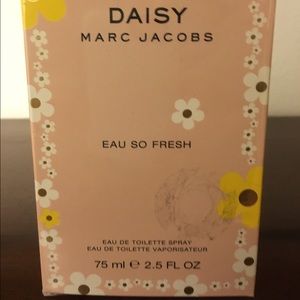 DAISY
MARC JACOBS
EAU SO FRESH
EAU DE TOILETTE SPRAY
EAU DE TOILETTE VAPORISATEUR
75 ml ℮ 2.5 FL OZ